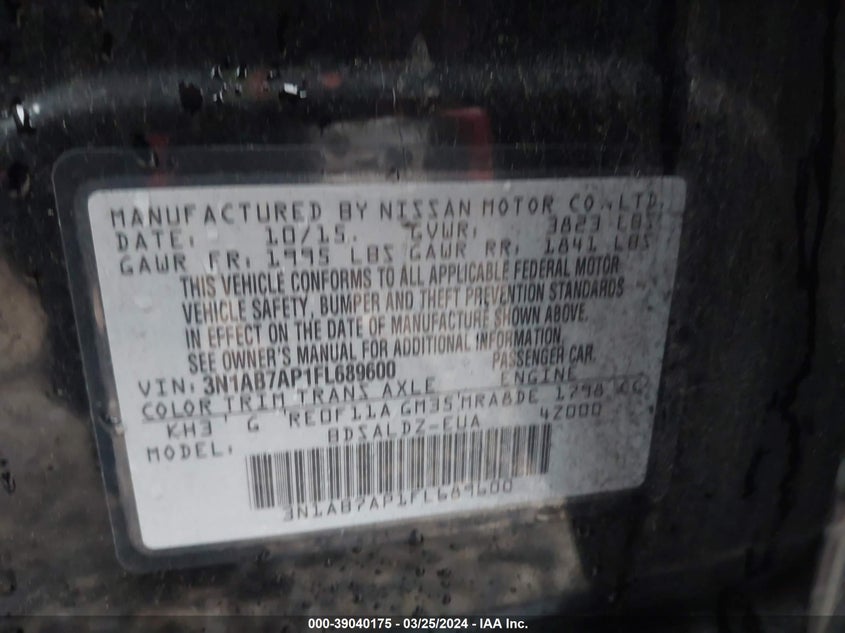 MANUFACTURED BY NISSAN MOTOR CO., LTD.
DATE: 10/15. GVWR: 3823 LBS
GAWR FR: 1995 LBS GAWR RR: 1841 LBS
THIS VEHICLE CONFORMS TO ALL APPLICABLE FEDERAL MOTOR
VEHICLE SAFETY, BUMPER AND THEFT PREVENTION STANDARDS
IN EFFECT ON THE DATE OF MANUFACTURE SHOWN ABOVE.
SEE OWNER'S MANUAL FOR ADDITIONAL INFORMATION.
VIN: 3N1AB7AP1FL689600 PASSENGER CAR.
COLOR TRIM TRANS AXLE ENGINE
KH3 G RE0F11A GM35 MRA8DE 1798 CC
MODEL: BDSALDZ-EUA 42000
3N1AB7AP1FL689600
000-39040175 — 03/25/2024 - IAA Inc.